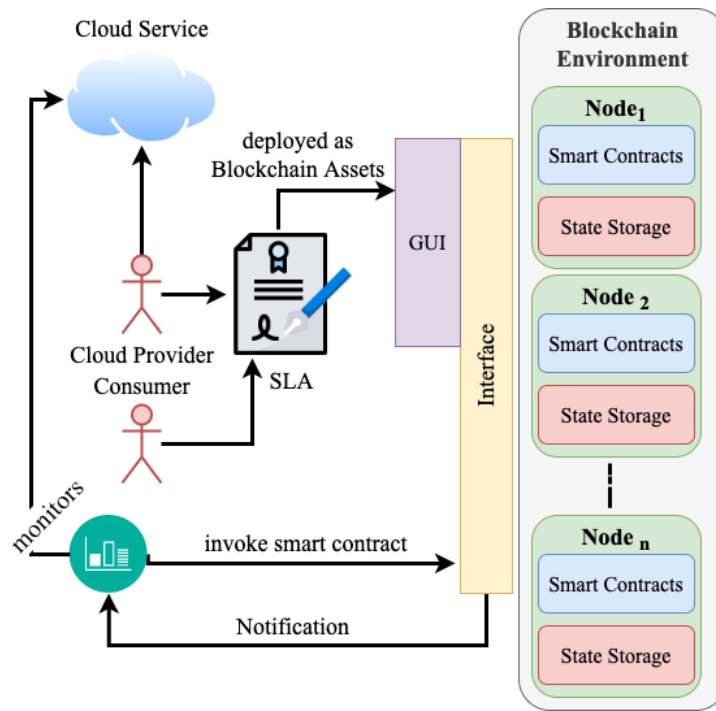 Cloud Service
deployed as
Blockchain Assets
Cloud Provider
Consumer
SLA
GUI
Interface
monitors
invoke smart contract
Notification
Blockchain
Environment
Node1
Smart Contracts
State Storage
Node 2
Smart Contracts
State Storage
Node n
Smart Contracts
State Storage